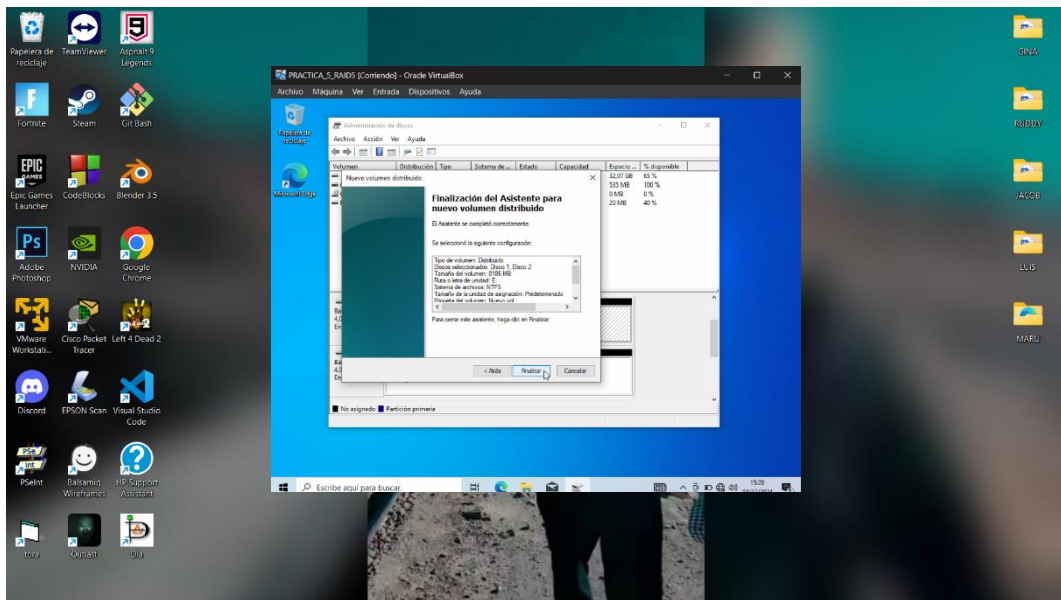 Papelera de
reciclaje
TeamViewer
Asphalt 9
Legends
Fortnite
Steam
Git Bash
Epic Games
Launcher
CodeBlocks
Blender 3.5
Adobe
Photoshop
NVIDIA
Google
Chrome
VMware
Workstati...
Cisco Packet
Tracer
Left 4 Dead 2
Discord
EPSON Scan
Visual Studio
Code
PSeInt
Balsamiq
Wireframes
HP Support
Assistant
tora
Outlast
Dia
GINA
RUDDY
JACOB
LUIS
MARU
PRACTICA_5_RAID5 [Corriendo] - Oracle VirtualBox
Archivo Máquina Ver Entrada Dispositivos Ayuda
Papelera de
reciclaje
Microsoft Edge
Administración de discos
Archivo Acción Ver Ayuda
Volumen Distribución Tipo Sistema de ... Estado Capacidad Espacio ... % disponible
32,07 GB 65 %
535 MB 100 %
0 MB 0 %
20 MB 40 %
Nuevo volumen distribuido
Finalización del Asistente para
nuevo volumen distribuido
El Asistente se completó correctamente.
Se seleccionó la siguiente configuración:
Tipo de volumen: Distribuido
Discos seleccionados: Disco 1, Disco 2
Tamaño del volumen: 8186 MB
Ruta o letra de unidad: E:
Sistema de archivos: NTFS
Tamaño de la unidad de asignación: Predeterminado
Etiqueta del volumen: Nuevo vol
Para cerrar este asistente, haga clic en Finalizar.
< Atrás Finalizar Cancelar
No asignado Partición primaria
Escribe aquí para buscar.
15:28